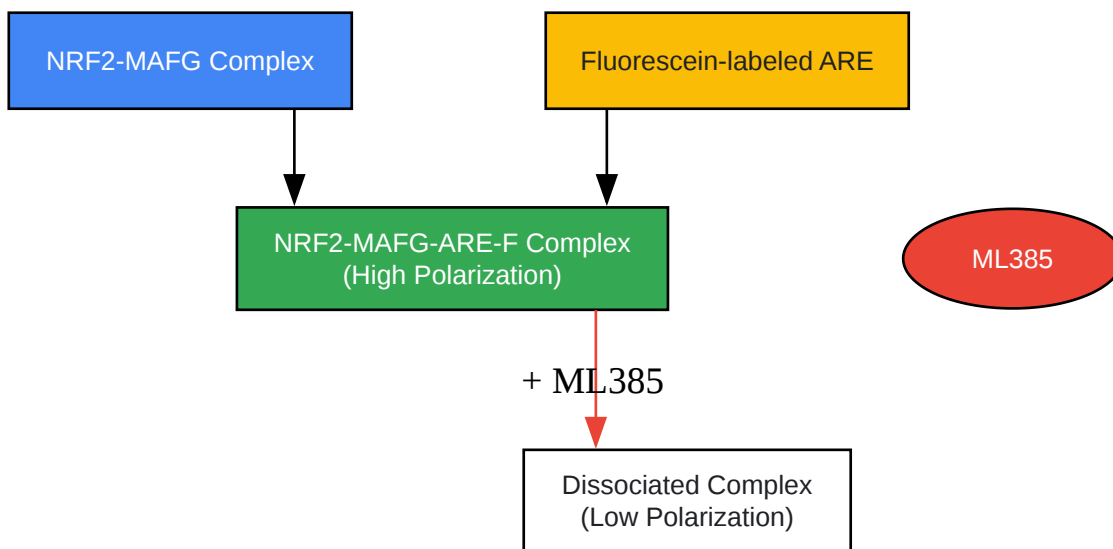 NRF2-MAFG Complex
Fluorescein-labeled ARE
NRF2-MAFG-ARE-F Complex
(High Polarization)
ML385
+ ML385
Dissociated Complex
(Low Polarization)